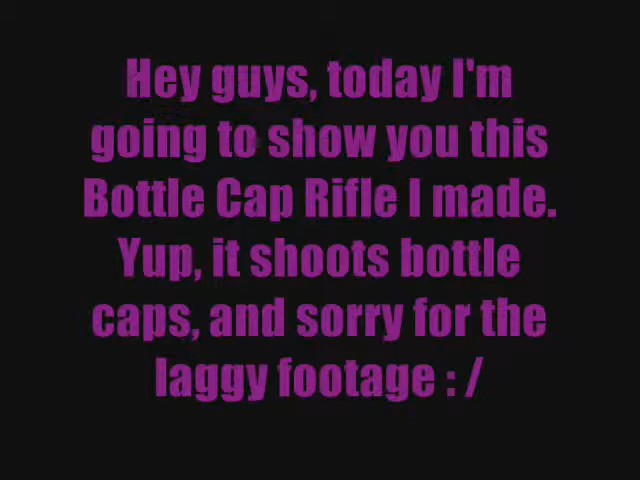 Hey guys, today I'm
going to show you this
Bottle Cap Rifle I made.
Yup, it shoots bottle
caps, and sorry for the
laggy footage : /